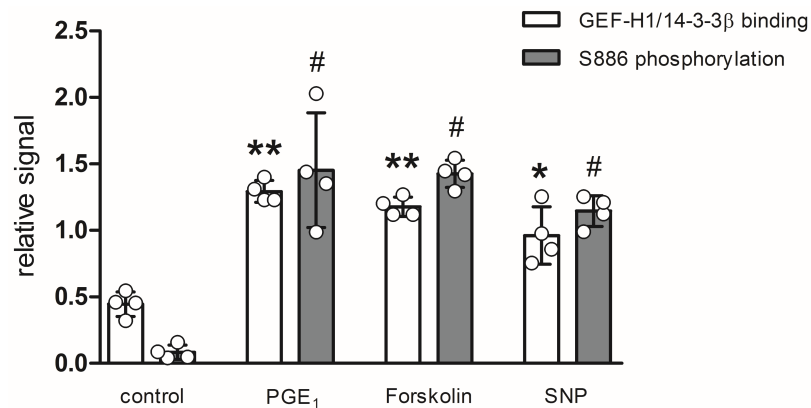 GEF-H1/14-3-3β binding
S886 phosphorylation
relative signal
2.5
2.0
1.5
1.0
0.5
0.0
**
#
**
#
*
#
control
PGE₁
Forskolin
SNP